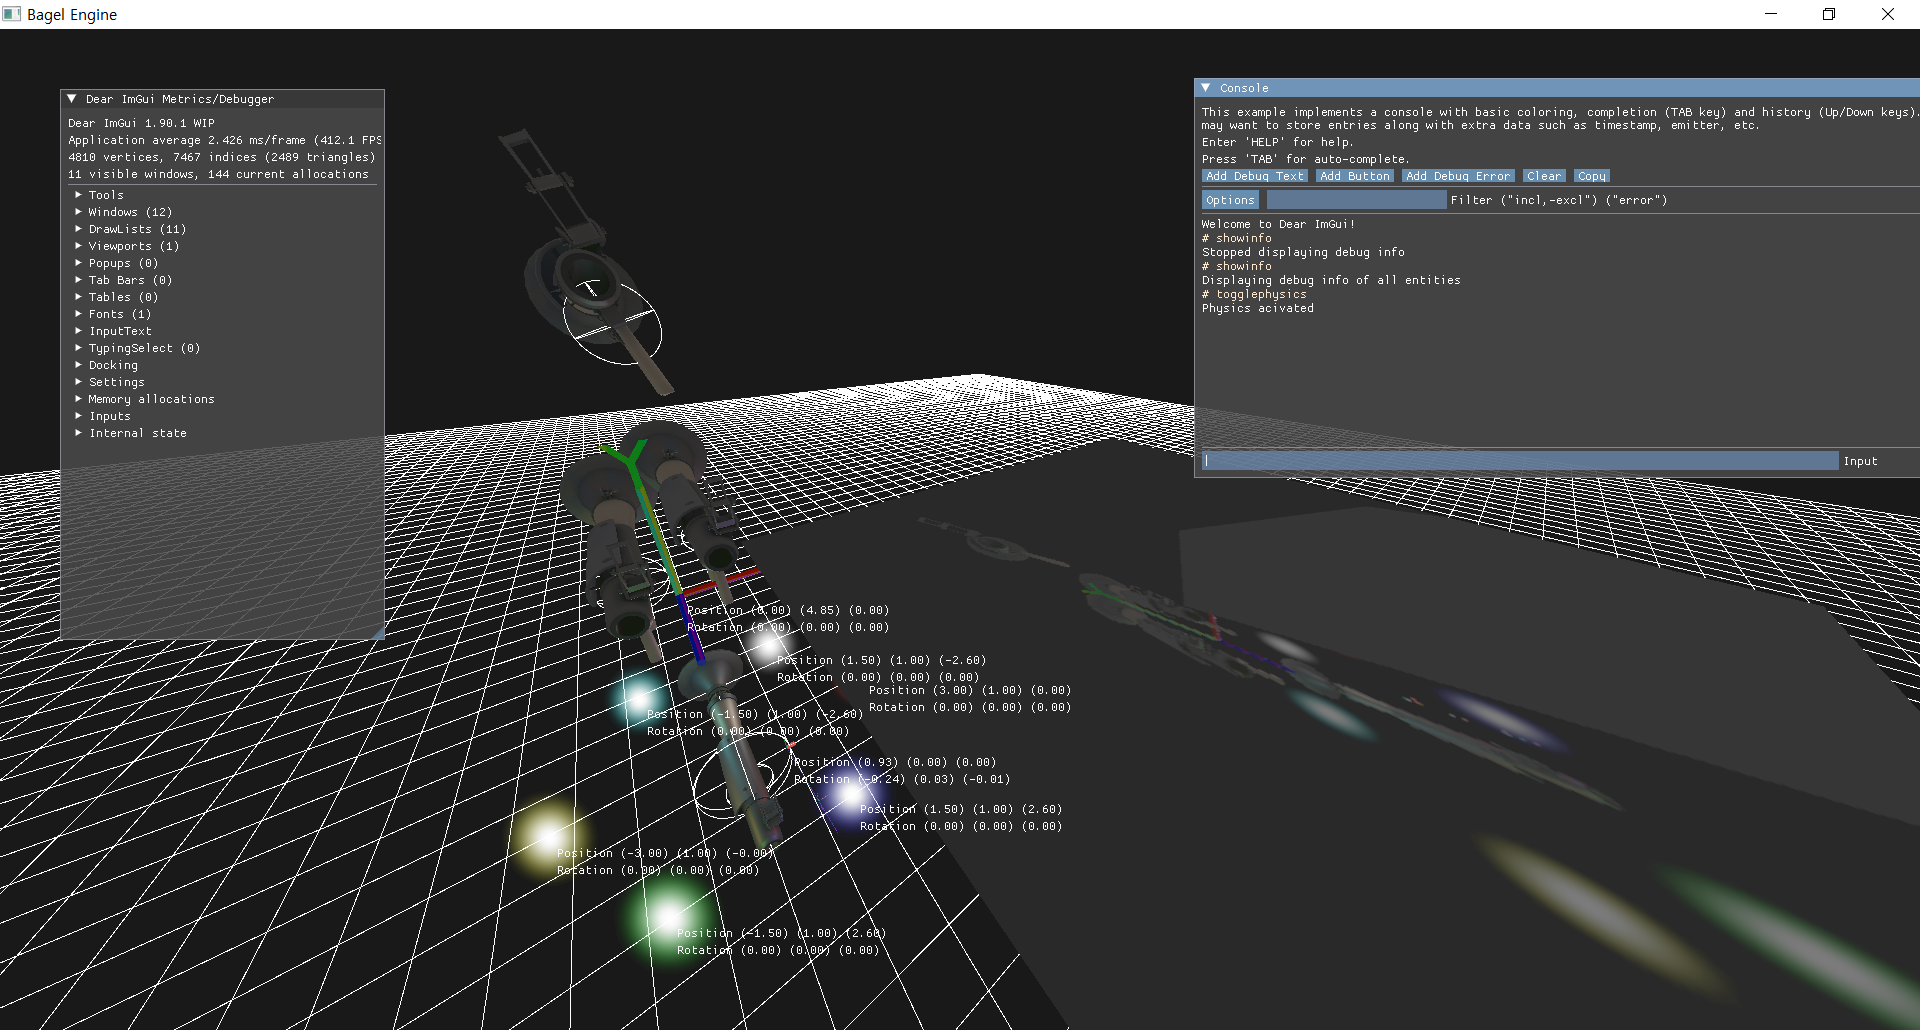 Bagel Engine
Dear ImGui Metrics/Debugger
Dear ImGui 1.90.1 WIP
Application average 2.426 ms/frame (412.1 FPS
4810 vertices, 7467 indices (2489 triangles)
11 visible windows, 144 current allocations
Tools
Windows (12)
DrawLists (11)
Viewports (1)
Popups (0)
Tab Bars (0)
Tables (0)
Fonts (1)
InputText
TypingSelect (0)
Docking
Settings
Memory allocations
Inputs
Internal state
Console
This example implements a console with basic coloring, completion (TAB key) and history (Up/Down keys).
may want to store entries along with extra data such as timestamp, emitter, etc.
Enter 'HELP' for help.
Press 'TAB' for auto-complete.
Add Debug Text Add Button Add Debug Error Clear Copy
Options Filter ("incl,-excl") ("error")
Welcome to Dear ImGui!
# showinfo
Stopped displaying debug info
# showinfo
Displaying debug info of all entities
# togglephysics
Physics acivated
Input
Position (0.00) (4.85) (0.00)
Rotation (0.00) (0.00) (0.00)
Position (1.50) (1.00) (-2.60)
Rotation (0.00) (0.00) (0.00)
Position (3.00) (1.00) (0.00)
Rotation (0.00) (0.00) (0.00)
Position (-1.50) (1.00) (-2.60)
Rotation (0.00) (0.00) (0.00)
Position (0.93) (0.00) (0.00)
Rotation (-0.24) (0.03) (-0.01)
Position (1.50) (1.00) (2.60)
Rotation (0.00) (0.00) (0.00)
Position (-3.00) (1.00) (-0.00)
Rotation (0.00) (0.00) (0.00)
Position (-1.50) (1.00) (2.60)
Rotation (0.00) (0.00) (0.00)